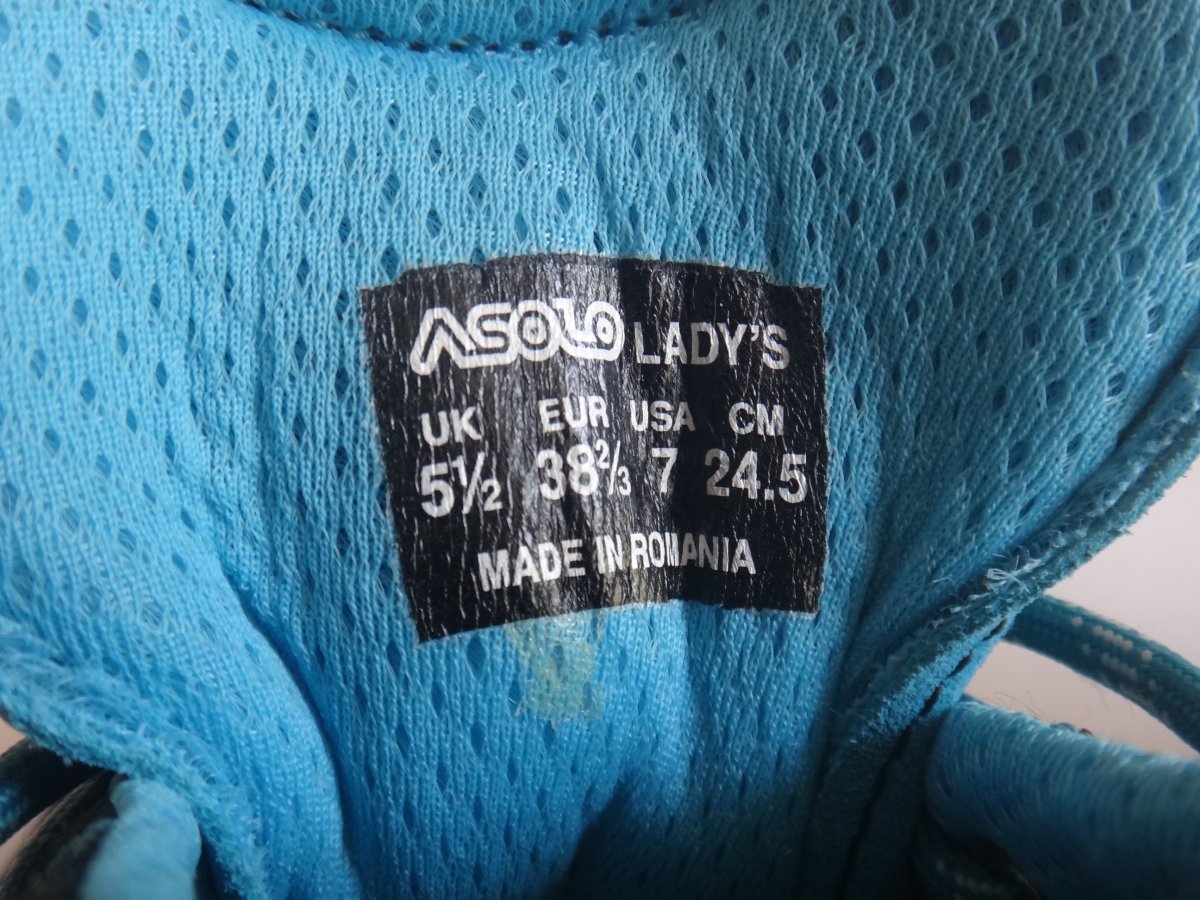 ASOLO LADY'S
UK EUR USA CM
5½ 38⅔ 7 24.5
MADE IN ROMANIA